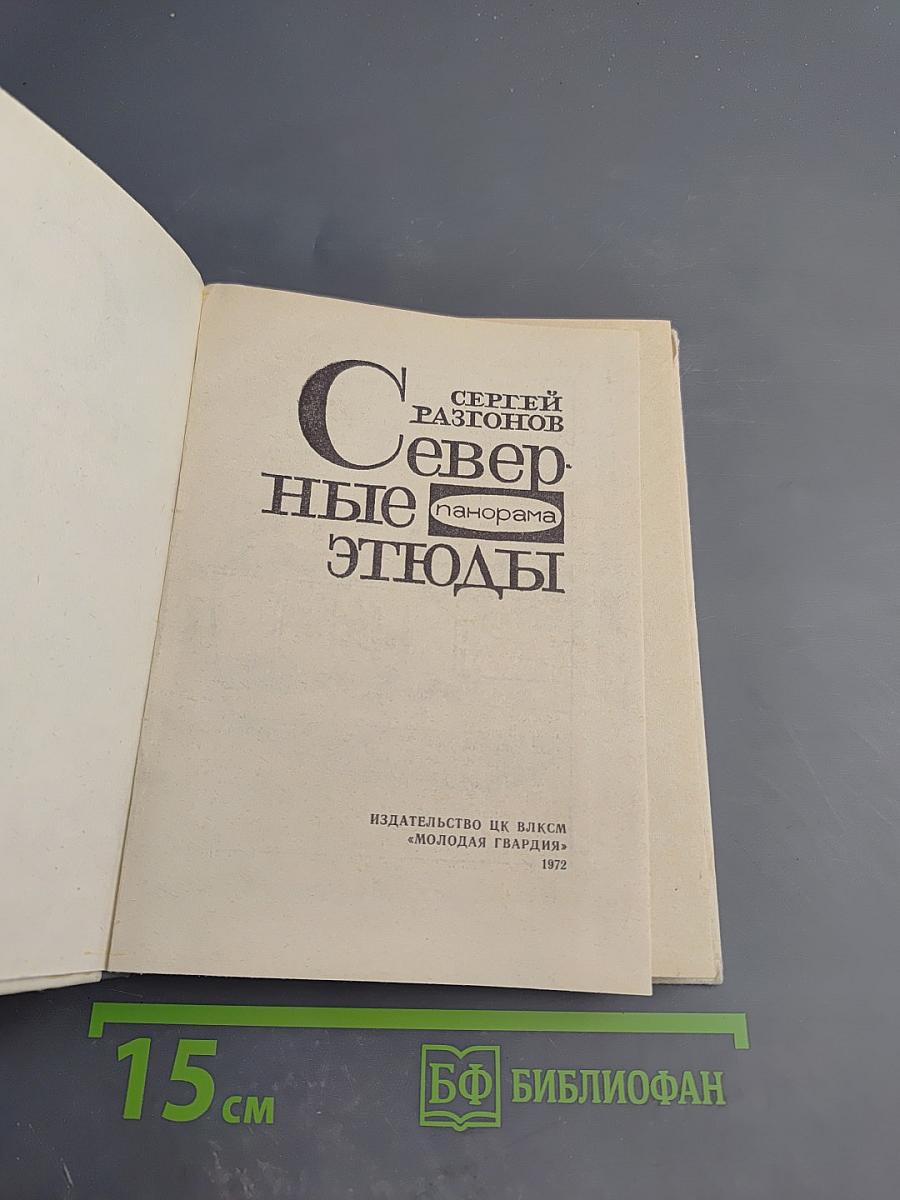 СЕРГЕЙ
РАЗГОНОВ
Север-
ные панорама
этюды
ИЗДАТЕЛЬСТВО ЦК ВЛКСМ
«МОЛОДАЯ ГВАРДИЯ»
1972
15 см
БФ БИБЛИОФАН